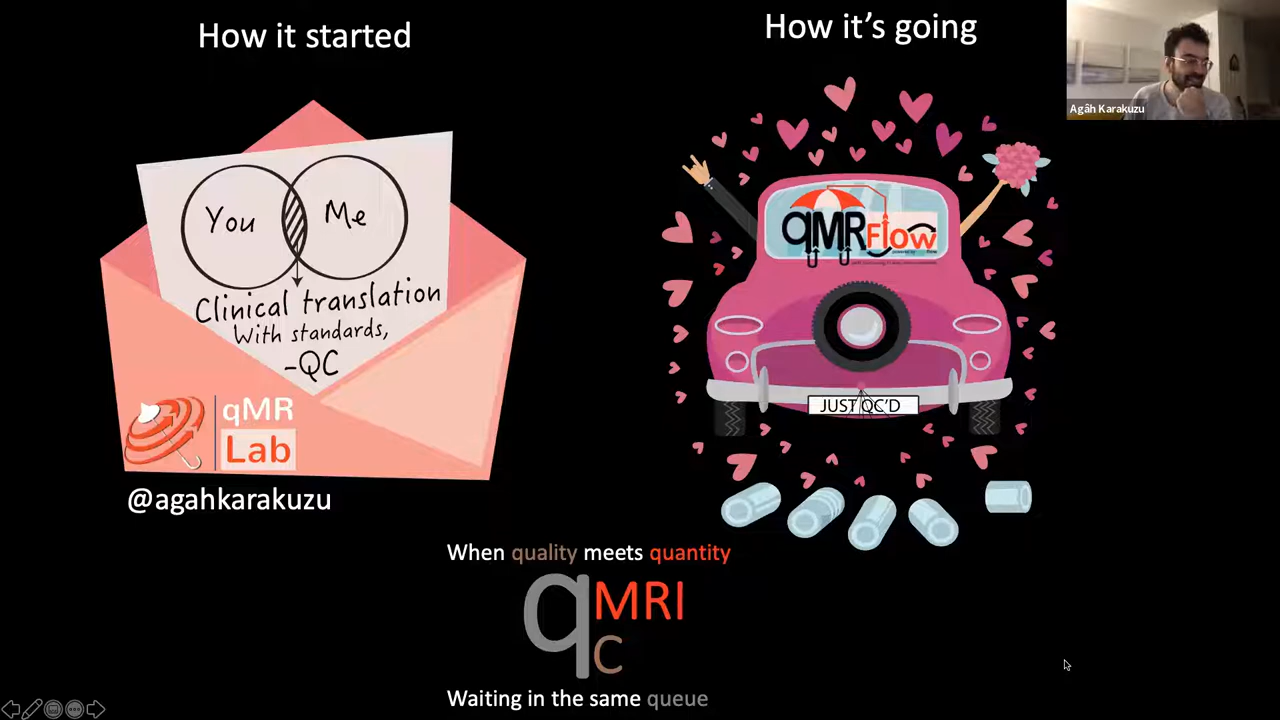 How it started
How it's going
Agâh Karakuzu
You
Me
Clinical translation
With standards,
-QC
qMR
Lab
@agahkarakuzu
qMRFlow
JUST QC'D
When quality meets quantity
qMRI
C
Waiting in the same queue